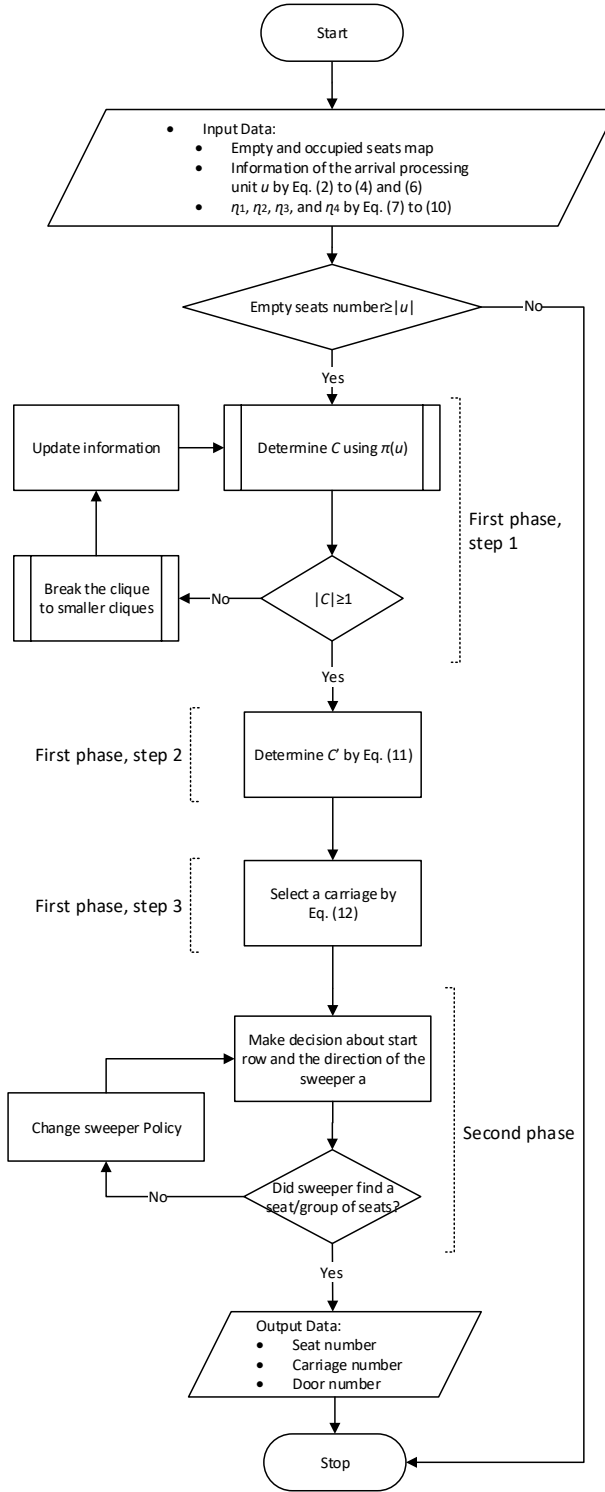 Start
• Input Data:
• Empty and occupied seats map
• Information of the arrival processing
unit u by Eq. (2) to (4) and (6)
• η1, η2, η3, and η4 by Eq. (7) to (10)
Empty seats number≥|u|
No
Yes
Update information
Determine C using π(u)
First phase,
step 1
Break the clique
to smaller cliques
No
|C|≥1
Yes
First phase, step 2
Determine C' by Eq. (11)
First phase, step 3
Select a carriage by
Eq. (12)
Make decision about start
row and the direction of the
sweeper a
Change sweeper Policy
Second phase
Did sweeper find a
seat/group of seats?
No
Yes
Output Data:
• Seat number
• Carriage number
• Door number
Stop